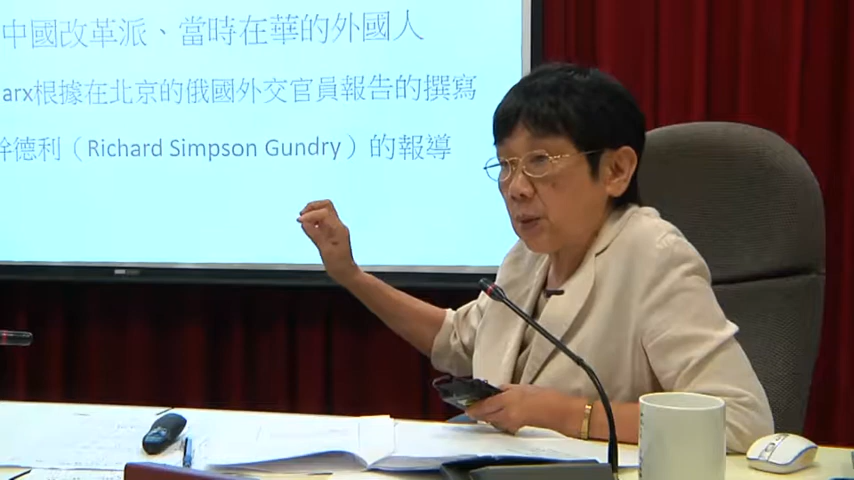 中國改革派、當時在華的外國人
arx根據在北京的俄國外交官員報告的撰寫
幹德利（Richard Simpson Gundry）的報導